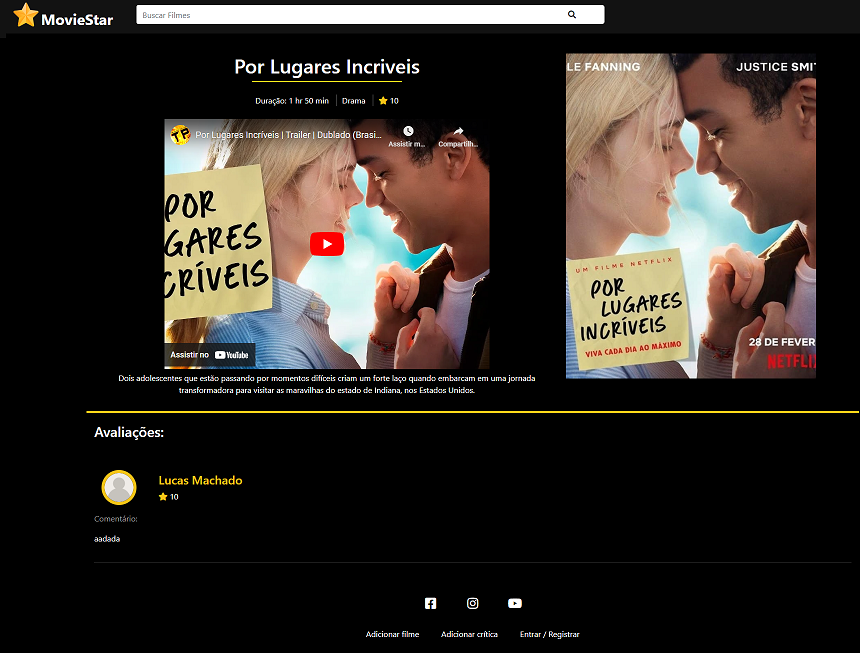 MovieStar
Buscar Filmes
Por Lugares Incriveis
Duração: 1 hr 50 min
Drama
10
TP
Por Lugares Incríveis | Trailer | Dublado (Brasi...
Assistir m...
Compartilh...
POR
GARES
CRÍVEIS
Assistir no YouTube
Dois adolescentes que estão passando por momentos difíceis criam um forte laço quando embarcam em uma jornada
transformadora para visitar as maravilhas do estado de Indiana, nos Estados Unidos.
LE FANNING
JUSTICE SMIT
UM FILME NETFLIX
POR
LUGARES
INCRÍVEIS
VIVA CADA DIA AO MÁXIMO
28 DE FEVER
NETFLI
Avaliações:
Lucas Machado
10
Comentário:
aadada
Adicionar filme
Adicionar crítica
Entrar / Registrar